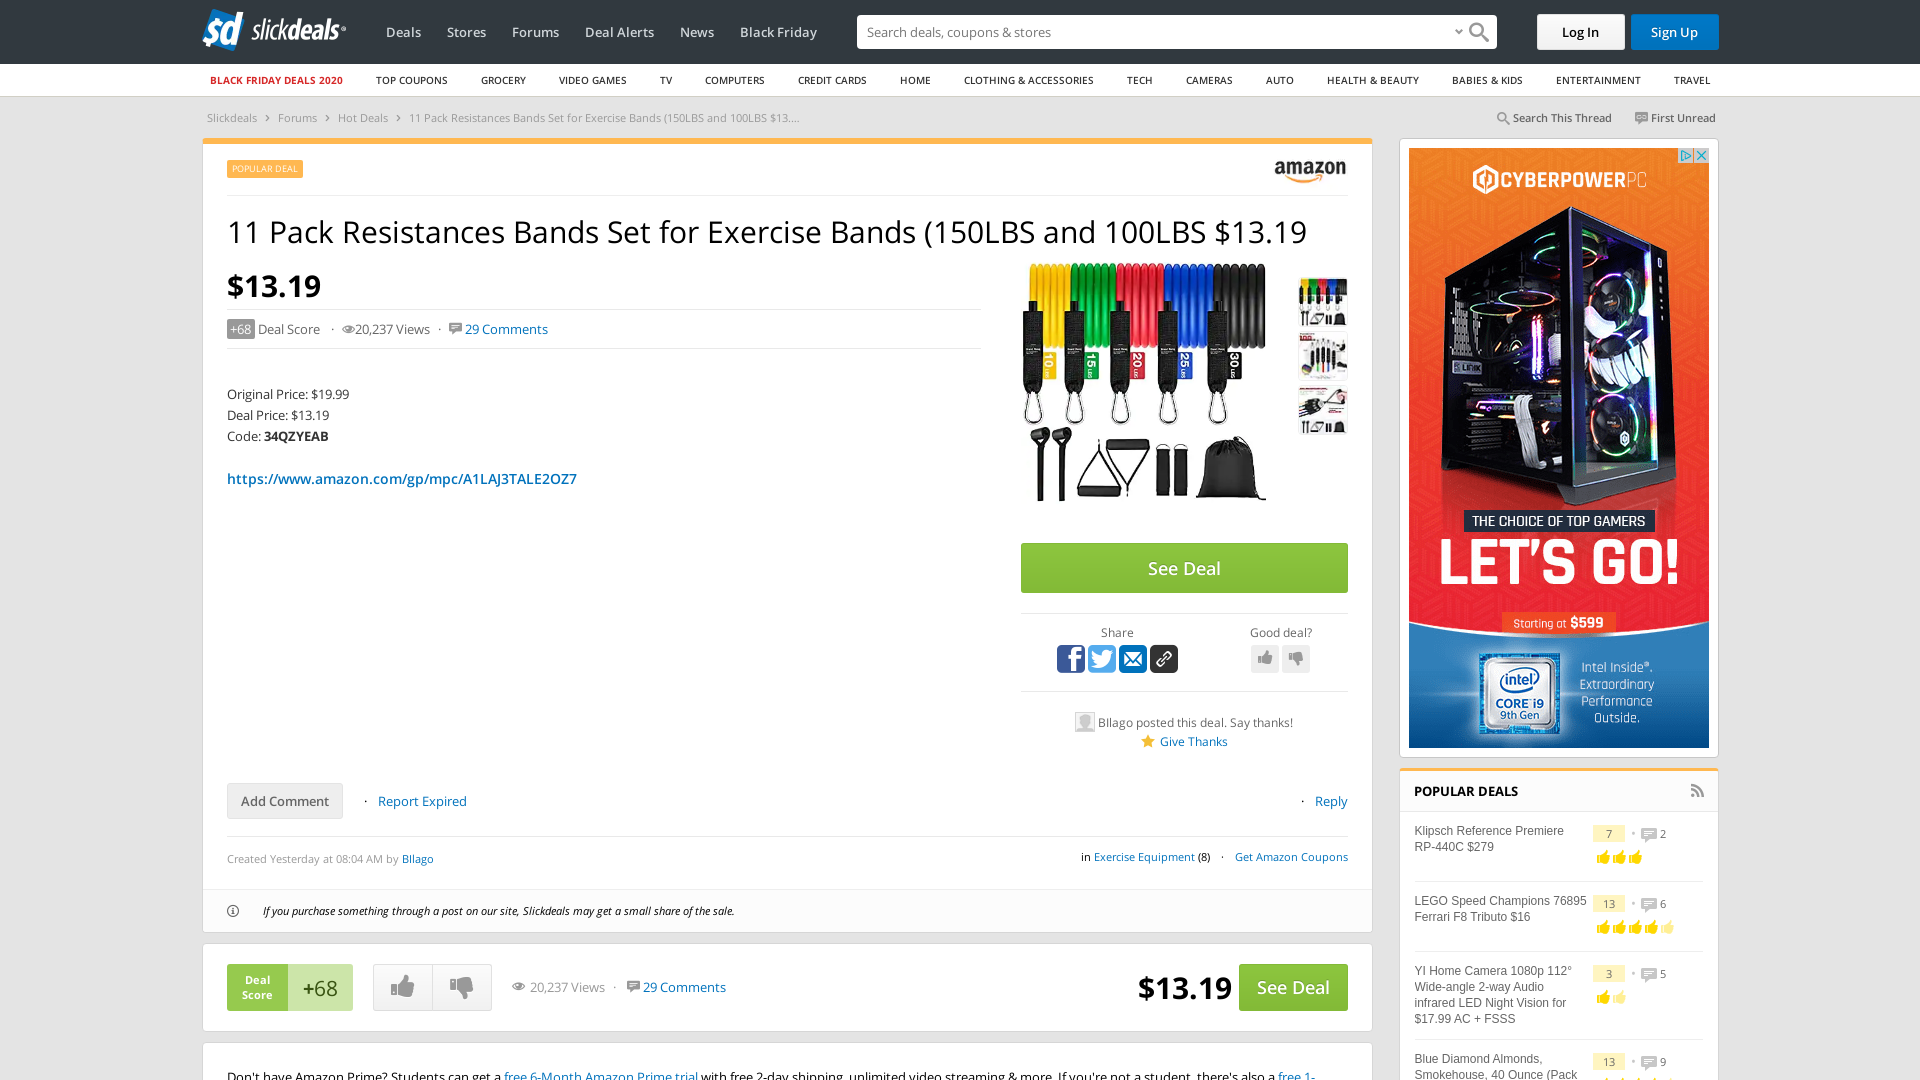 slickdeals
Deals
Stores
Forums
Deal Alerts
News
Black Friday
Search deals, coupons & stores
Log In
Sign Up
BLACK FRIDAY DEALS 2020
TOP COUPONS
GROCERY
VIDEO GAMES
TV
COMPUTERS
CREDIT CARDS
HOME
CLOTHING & ACCESSORIES
TECH
CAMERAS
AUTO
HEALTH & BEAUTY
BABIES & KIDS
ENTERTAINMENT
TRAVEL
Slickdeals > Forums > Hot Deals > 11 Pack Resistances Bands Set for Exercise Bands (150LBS and 100LBS $13....
Search This Thread
First Unread
POPULAR DEAL
amazon
11 Pack Resistances Bands Set for Exercise Bands (150LBS and 100LBS $13.19
$13.19
+68 Deal Score · 20,237 Views · 29 Comments
Original Price: $19.99
Deal Price: $13.19
Code: 34QZYEAB
https://www.amazon.com/gp/mpc/A1LAJ3TALE2OZ7
10 LBS
15 LBS
20 LBS
25 LBS
30 LBS
See Deal
Share
Good deal?
BIlago posted this deal. Say thanks!
Give Thanks
Add Comment
· Report Expired
· Reply
Created Yesterday at 08:04 AM by BIlago
in Exercise Equipment (8) · Get Amazon Coupons
If you purchase something through a post on our site, Slickdeals may get a small share of the sale.
Deal
Score
+68
20,237 Views · 29 Comments
$13.19
See Deal
Don't have Amazon Prime? Students can get a free 6-Month Amazon Prime trial with free 2-day shipping, unlimited video streaming & more. If you're not a student, there's also a free 1-
CYBERPOWERPC
THE CHOICE OF TOP GAMERS
LET'S GO!
Starting at $599
intel
CORE i9
9th Gen
Intel Inside®.
Extraordinary
Performance
Outside.
POPULAR DEALS
Klipsch Reference Premiere
RP-440C $279
7 • 2
LEGO Speed Champions 76895
Ferrari F8 Tributo $16
13 • 6
YI Home Camera 1080p 112°
Wide-angle 2-way Audio
infrared LED Night Vision for
$17.99 AC + FSSS
3 • 5
Blue Diamond Almonds,
Smokehouse, 40 Ounce (Pack
13 • 9